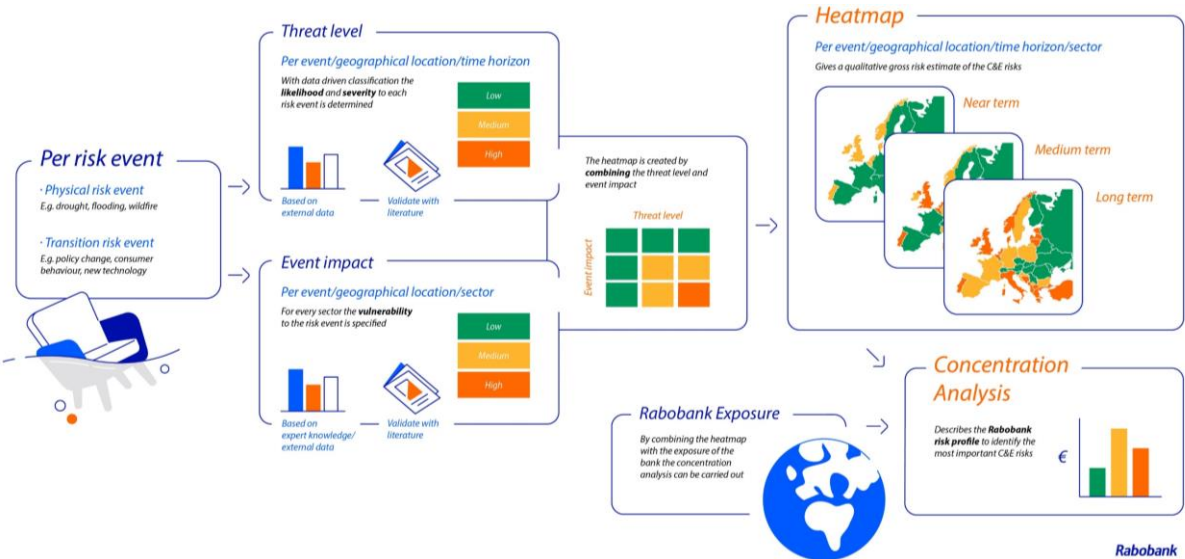 Per risk event
· Physical risk event
E.g. drought, flooding, wildfire
· Transition risk event
E.g. policy change, consumer
behaviour, new technology
Threat level
Per event/geographical location/time horizon
With data driven classification the
likelihood and severity to each
risk event is determined
Low
Medium
High
Based on
external data
Validate with
literature
Event impact
Per event/geographical location/sector
For every sector the vulnerability
to the risk event is specified
Low
Medium
High
Based on
expert knowledge/
external data
Validate with
literature
The heatmap is created by
combining the threat level and
event impact
Threat level
Event impact
Heatmap
Per event/geographical location/time horizon/sector
Gives a qualitative gross risk estimate of the C&E risks
Near term
Medium term
Long term
Rabobank Exposure
By combining the heatmap
with the exposure of the
bank the concentration
analysis can be carried out
Concentration
Analysis
Describes the Rabobank
risk profile to identify the
most important C&E risks
€
Rabobank